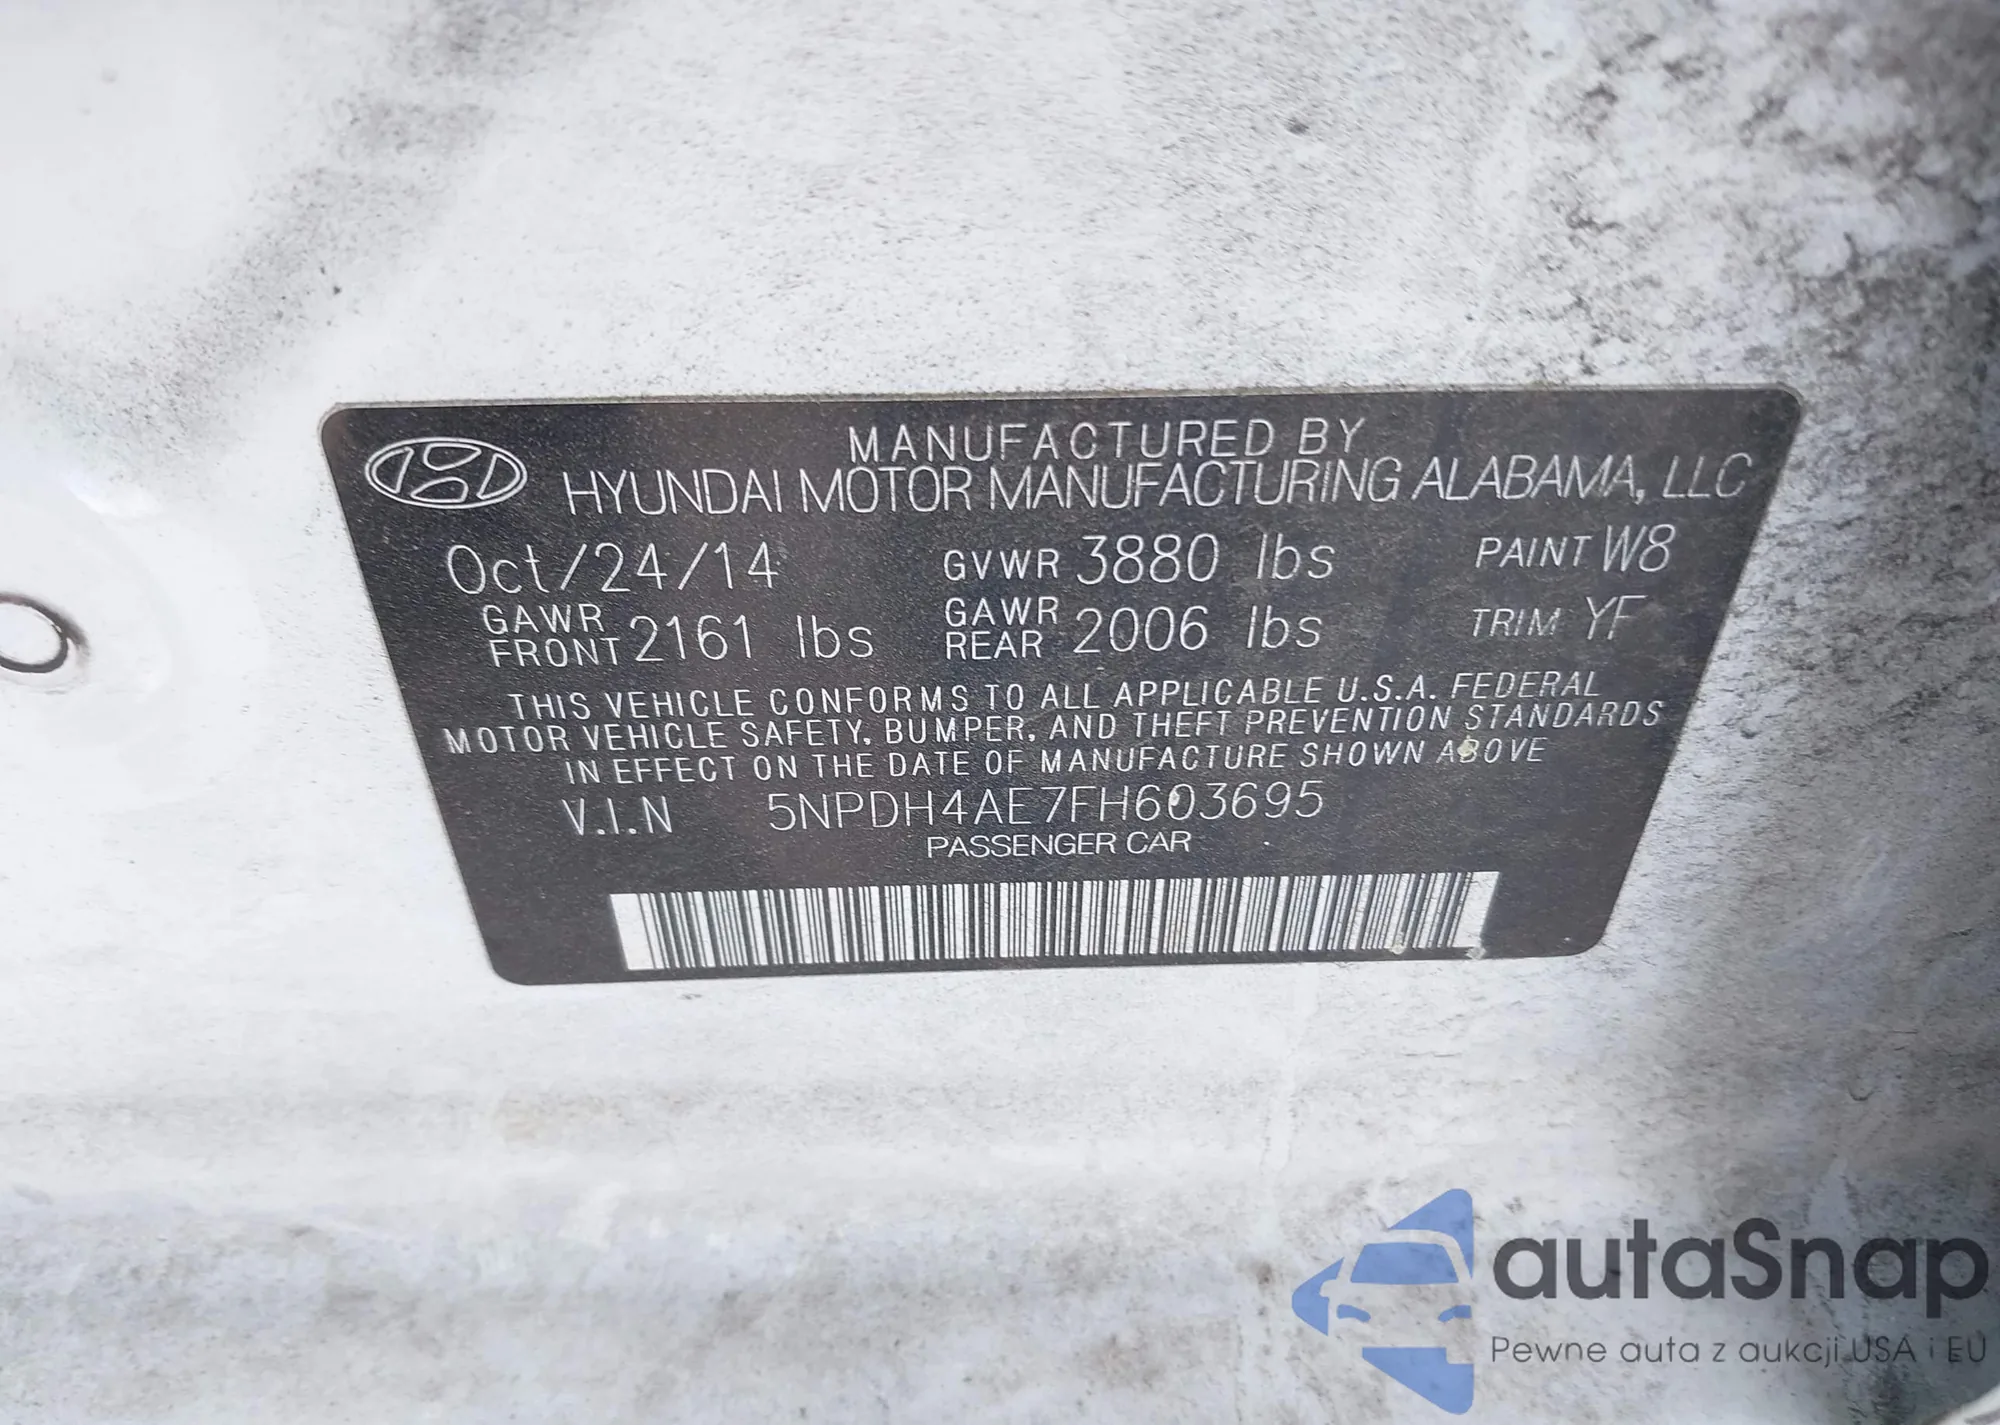 MANUFACTURED BY
HYUNDAI MOTOR MANUFACTURING ALABAMA, LLC
Oct/24/14 GVWR 3880 lbs PAINT W8
GAWR FRONT 2161 lbs GAWR REAR 2006 lbs TRIM YF
THIS VEHICLE CONFORMS TO ALL APPLICABLE U.S.A. FEDERAL
MOTOR VEHICLE SAFETY, BUMPER, AND THEFT PREVENTION STANDARDS
IN EFFECT ON THE DATE OF MANUFACTURE SHOWN ABOVE
V.I.N 5NPDH4AE7FH603695
PASSENGER CAR
autaSnap
Pewne auta z aukcji USA i EU